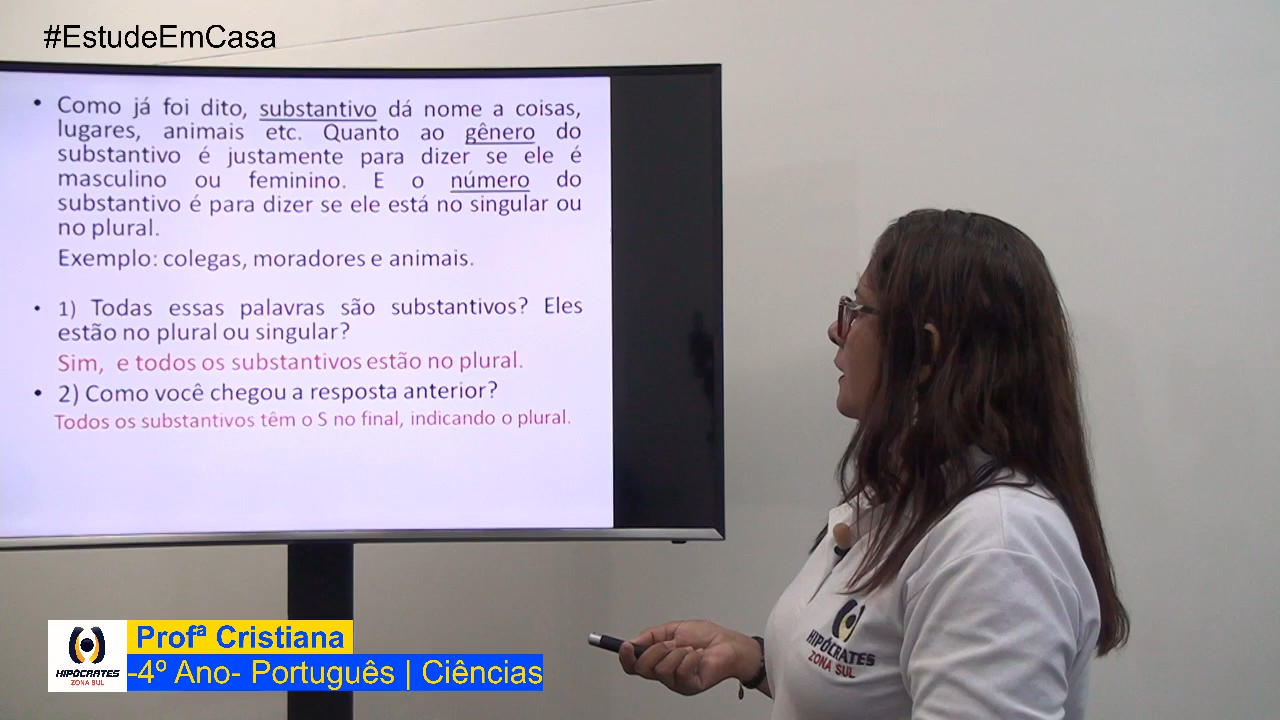 #EstudeEmCasa
• Como já foi dito, substantivo dá nome a coisas,
lugares, animais etc. Quanto ao gênero do
substantivo é justamente para dizer se ele é
masculino ou feminino. E o número do
substantivo é para dizer se ele está no singular ou
no plural.
Exemplo: colegas, moradores e animais.
• 1) Todas essas palavras são substantivos? Eles
estão no plural ou singular?
Sim, e todos os substantivos estão no plural.
• 2) Como você chegou a resposta anterior?
Todos os substantivos têm o S no final, indicando o plural.
HIPÓCRATES
ZONA SUL
Profª Cristiana
-4º Ano- Português | Ciências
HIPÓCRATES
ZONA SUL